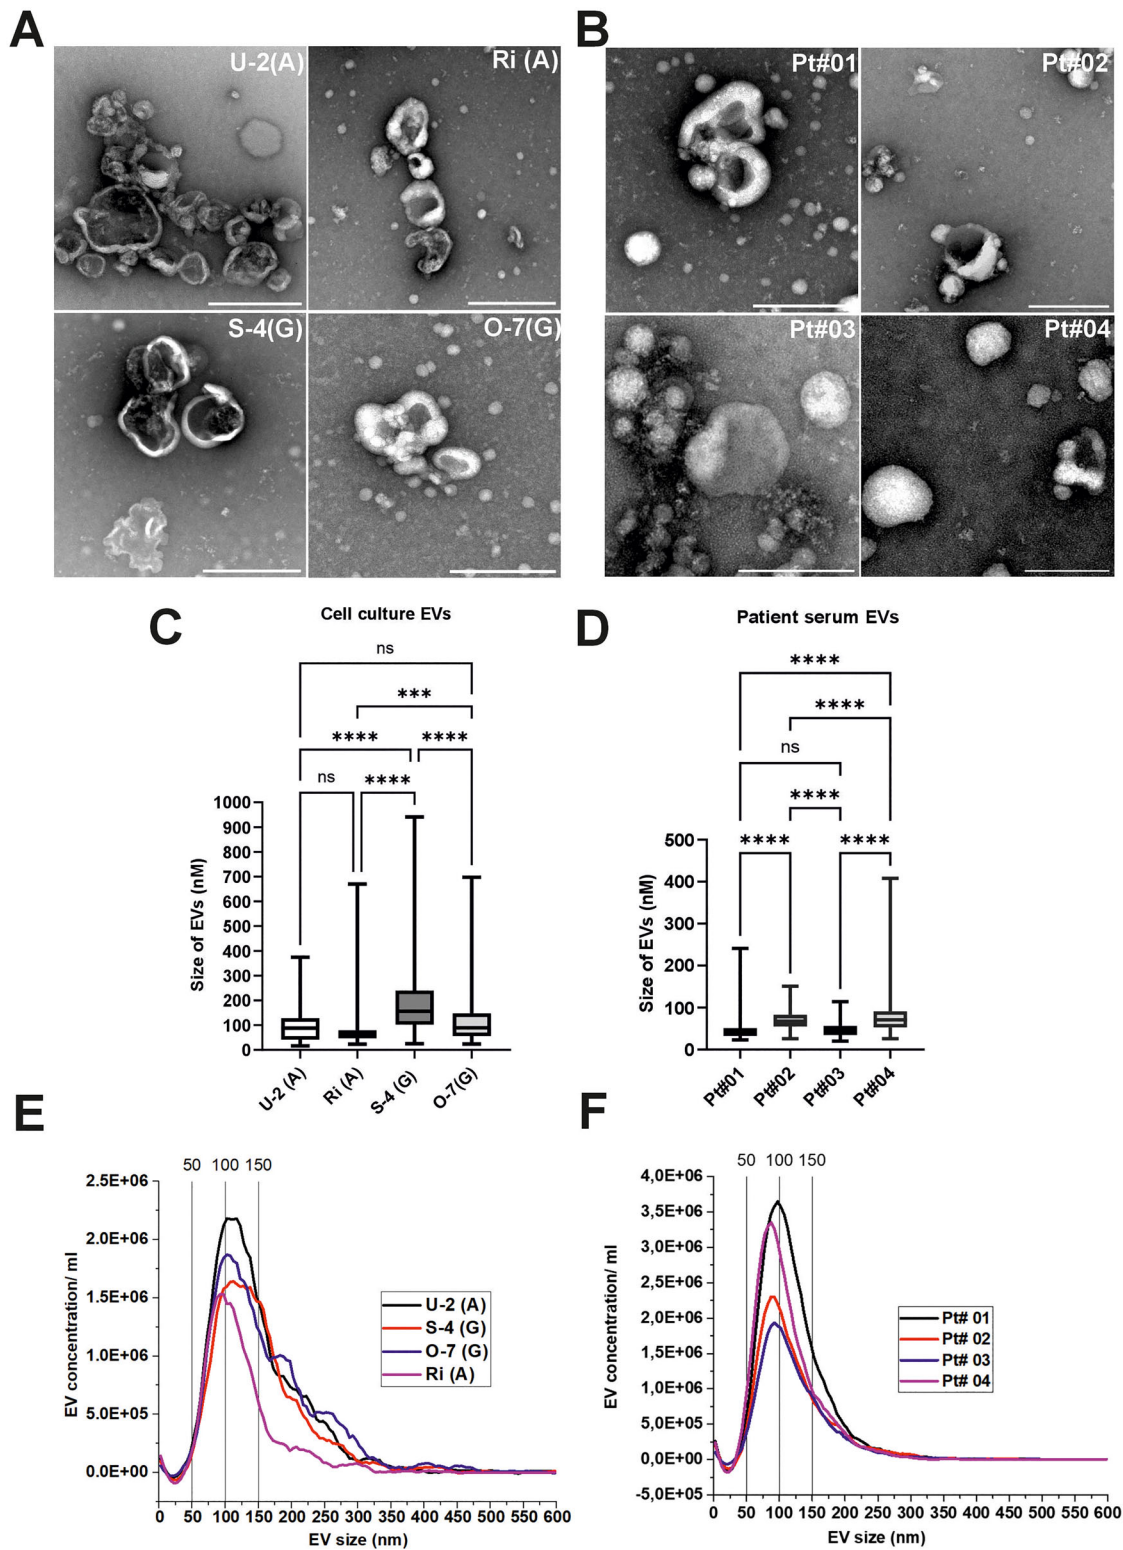 A
B
U-2(A)
Ri (A)
Pt#01
Pt#02
S-4(G)
O-7(G)
Pt#03
Pt#04
C
Cell culture EVs
ns
***
**** ****
ns ****
Size of EVs (nM)
1000
900
800
700
600
500
400
300
200
100
0
U-2 (A)
Ri (A)
S-4 (G)
O-7(G)
D
Patient serum EVs
****
****
ns
****
**** ****
Size of EVs (nM)
500
400
300
200
100
0
Pt#01
Pt#02
Pt#03
Pt#04
E
50 100 150
EV concentration/ ml
2.5E+06
2.0E+06
1.5E+06
1.0E+06
5.0E+05
0.0E+00
U-2 (A)
S-4 (G)
O-7 (G)
Ri (A)
0 50 100 150 200 250 300 350 400 450 500 550 600
EV size (nm)
F
50 100 150
EV concentration/ ml
4,0E+06
3,5E+06
3,0E+06
2,5E+06
2,0E+06
1,5E+06
1,0E+06
5,0E+05
0,0E+00
-5,0E+05
Pt# 01
Pt# 02
Pt# 03
Pt# 04
0 50 100 150 200 250 300 350 400 450 500 550 600
EV size (nm)